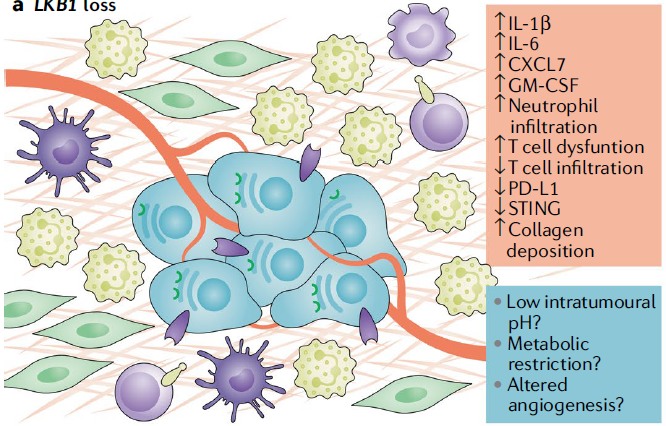 a LKB1 loss
↑IL-1β
↑IL-6
↑CXCL7
↑GM-CSF
↑Neutrophil
infiltration
↑T cell dysfuntion
↓T cell infiltration
↓PD-L1
↓STING
↑Collagen
deposition
• Low intratumoural
pH?
• Metabolic
restriction?
• Altered
angiogenesis?